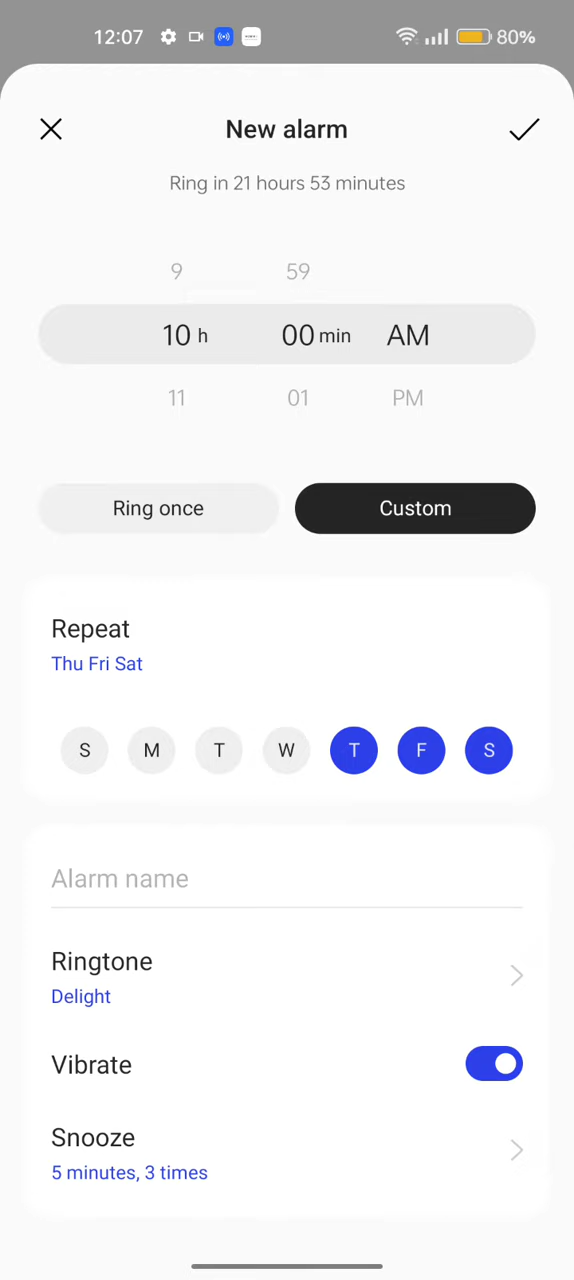 12:07 80%
New alarm
Ring in 21 hours 53 minutes
9 59
10 h 00 min AM
11 01 PM
Ring once Custom
Repeat
Thu Fri Sat
S M T W T F S
Alarm name
Ringtone
Delight
Vibrate
Snooze
5 minutes, 3 times